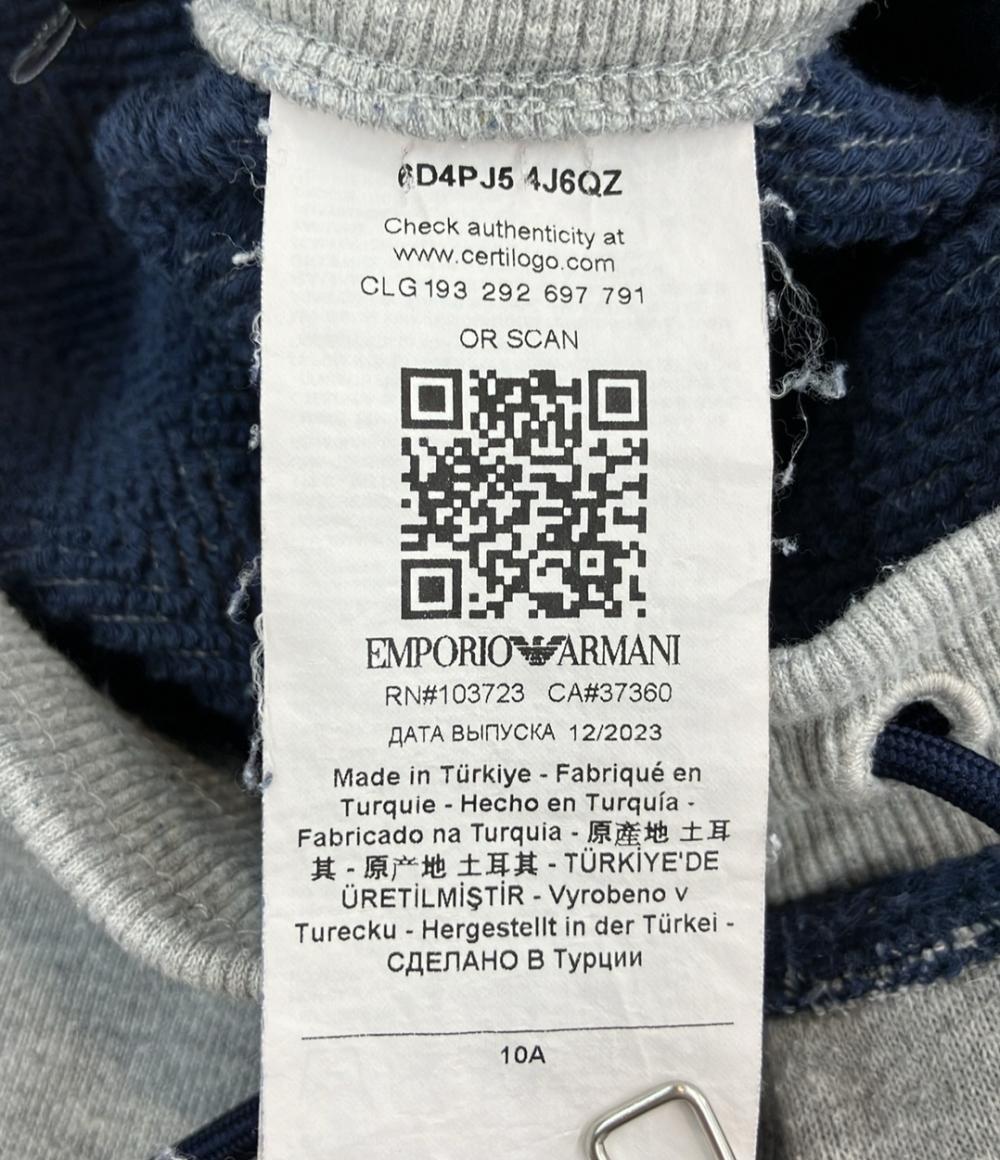 6D4PJ5 4J6QZ
Check authenticity at
www.certilogo.com
CLG 193 292 697 791
OR SCAN
EMPORIO ARMANI
RN#103723 CA#37360
ДАТА ВЫПУСКА 12/2023
Made in Türkiye - Fabriqué en
Turquie - Hecho en Turquía -
Fabricado na Turquia - 原產地 土耳
其 - 原产地 土耳其 - TÜRKİYE'DE
ÜRETİLMİŞTİR - Vyrobeno v
Turecku - Hergestellt in der Türkei -
СДЕЛАНО В Турции
10A